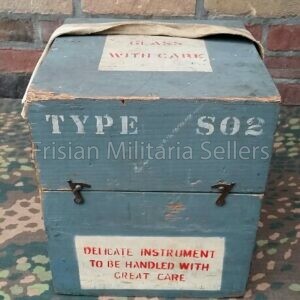 GLASS
WITH CARE
TYPE S02
Frisian Militaria Sellers
DELICATE INSTRUMENT
TO BE HANDLED WITH
GREAT CARE